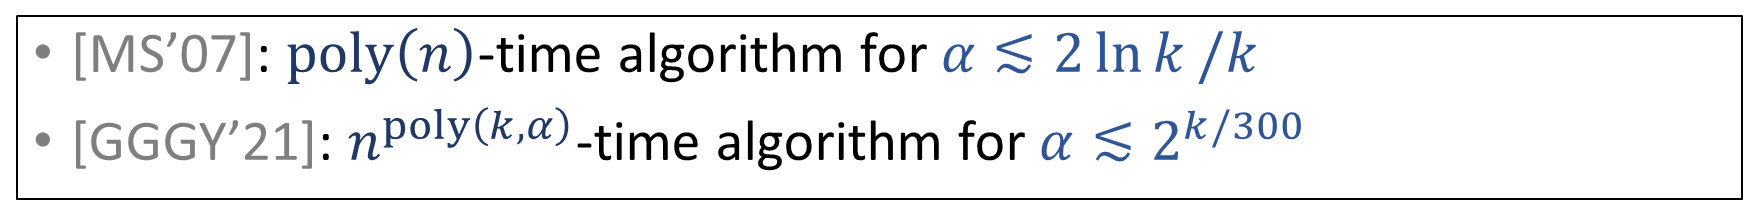 • [MS’07]: poly(𝑛)-time algorithm for 𝛼 ≲ 2 ln 𝑘 /𝑘
• [GGGY’21]: 𝑛^poly(𝑘,𝛼)-time algorithm for 𝛼 ≲ 2^𝑘/300